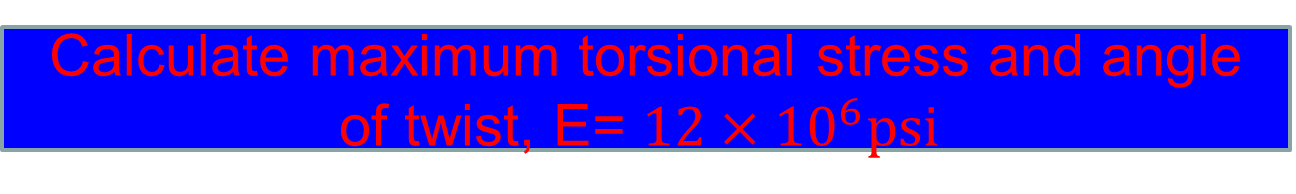 Calculate maximum torsional stress and angle
of twist, E= 12 × 10⁶psi